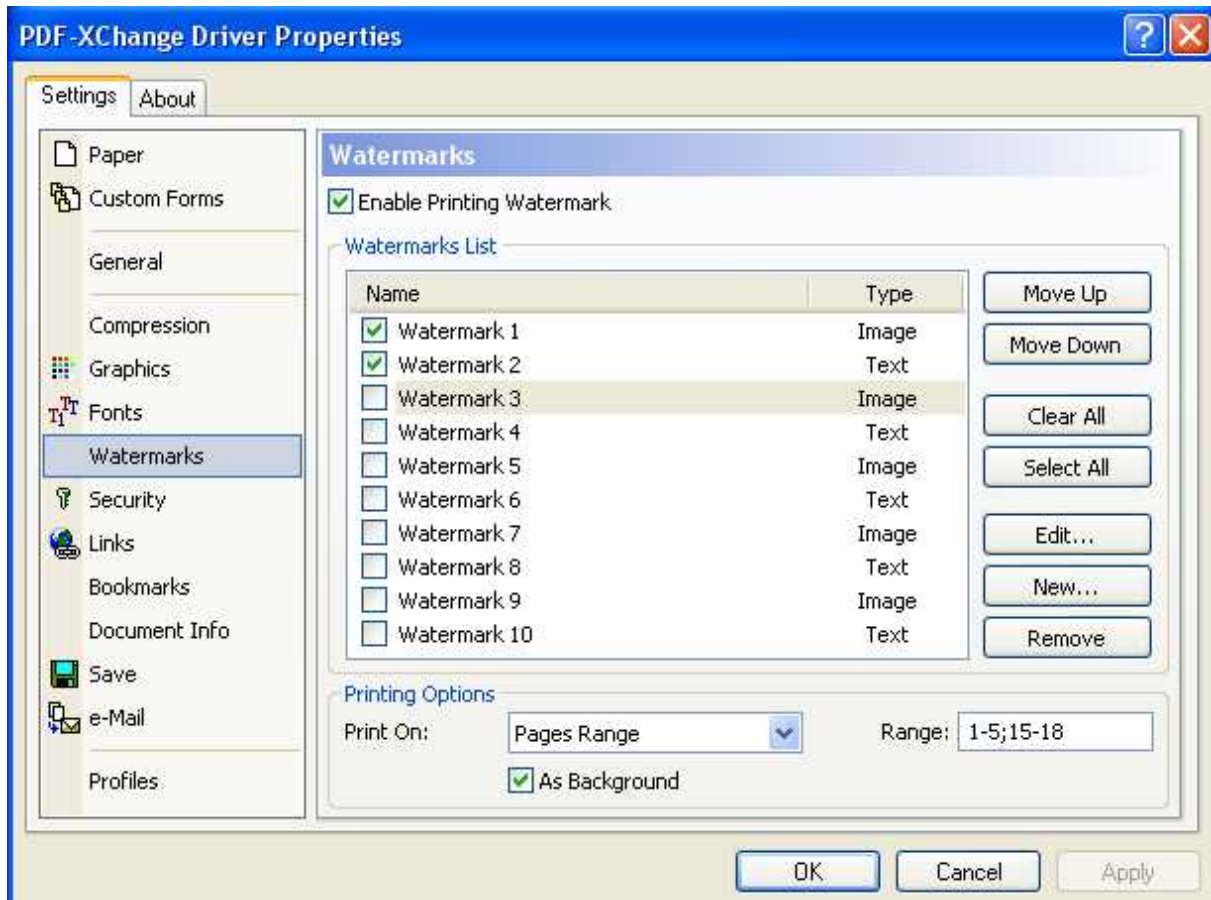 PDF-XChange Driver Properties
Settings
About
Paper
Custom Forms
General
Compression
Graphics
Fonts
Watermarks
Security
Links
Bookmarks
Document Info
Save
e-Mail
Profiles
Watermarks
Enable Printing Watermark
Watermarks List
Name Type
Watermark 1 Image
Watermark 2 Text
Watermark 3 Image
Watermark 4 Text
Watermark 5 Image
Watermark 6 Text
Watermark 7 Image
Watermark 8 Text
Watermark 9 Image
Watermark 10 Text
Move Up
Move Down
Clear All
Select All
Edit...
New...
Remove
Printing Options
Print On: Pages Range Range: 1-5;15-18
As Background
OK Cancel Apply